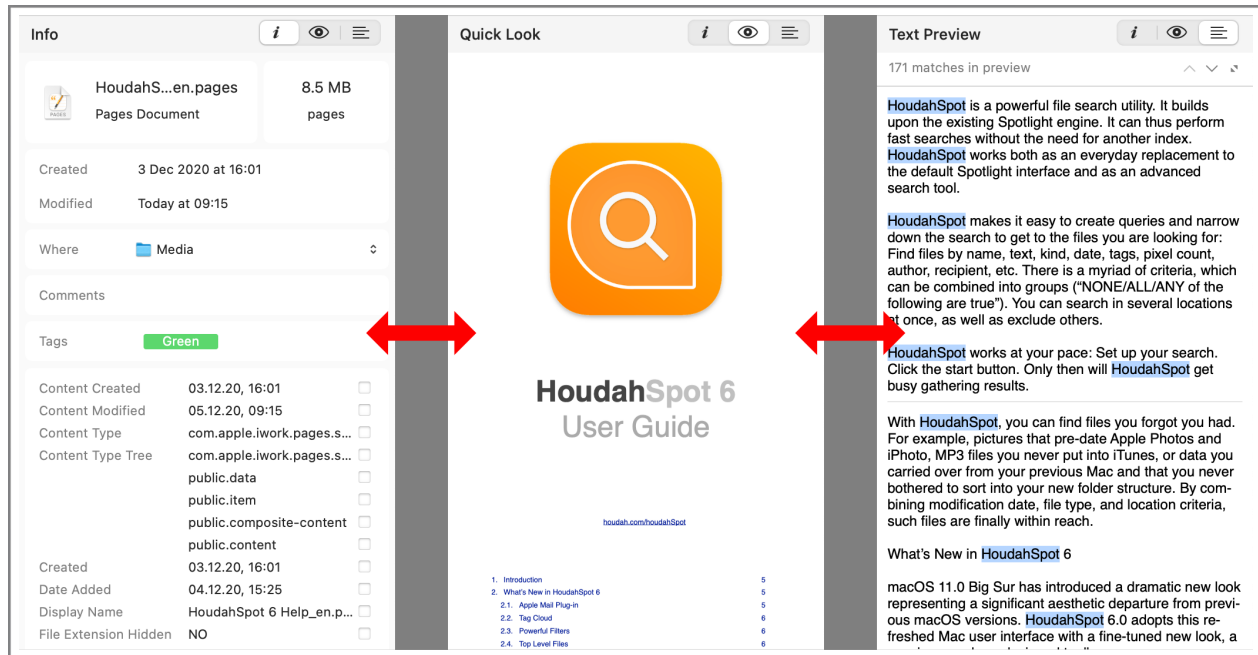 Info
i
HoudahS...en.pages
Pages Document
8.5 MB
pages
PAGES
Created 3 Dec 2020 at 16:01
Modified Today at 09:15
Where Media
Comments
Tags Green
Content Created 03.12.20, 16:01
Content Modified 05.12.20, 09:15
Content Type com.apple.iwork.pages.s...
Content Type Tree com.apple.iwork.pages.s...
public.data
public.item
public.composite-content
public.content
Created 03.12.20, 16:01
Date Added 04.12.20, 15:25
Display Name HoudahSpot 6 Help_en.p...
File Extension Hidden NO
Quick Look
i
HoudahSpot 6
User Guide
houdah.com/houdahSpot
1. Introduction 5
2. What's New in HoudahSpot 6 5
2.1. Apple Mail Plug-in 5
2.2. Tag Cloud 6
2.3. Powerful Filters 6
2.4. Top Level Files 6
Text Preview
i
171 matches in preview
HoudahSpot is a powerful file search utility. It builds
upon the existing Spotlight engine. It can thus perform
fast searches without the need for another index.
HoudahSpot works both as an everyday replacement to
the default Spotlight interface and as an advanced
search tool.
HoudahSpot makes it easy to create queries and narrow
down the search to get to the files you are looking for:
Find files by name, text, kind, date, tags, pixel count,
author, recipient, etc. There is a myriad of criteria, which
can be combined into groups (“NONE/ALL/ANY of the
following are true”). You can search in several locations
at once, as well as exclude others.
HoudahSpot works at your pace: Set up your search.
Click the start button. Only then will HoudahSpot get
busy gathering results.
With HoudahSpot, you can find files you forgot you had.
For example, pictures that pre-date Apple Photos and
iPhoto, MP3 files you never put into iTunes, or data you
carried over from your previous Mac and that you never
bothered to sort into your new folder structure. By com-
bining modification date, file type, and location criteria,
such files are finally within reach.
What's New in HoudahSpot 6
macOS 11.0 Big Sur has introduced a dramatic new look
representing a significant aesthetic departure from previ-
ous macOS versions. HoudahSpot 6.0 adopts this re-
freshed Mac user interface with a fine-tuned new look, a